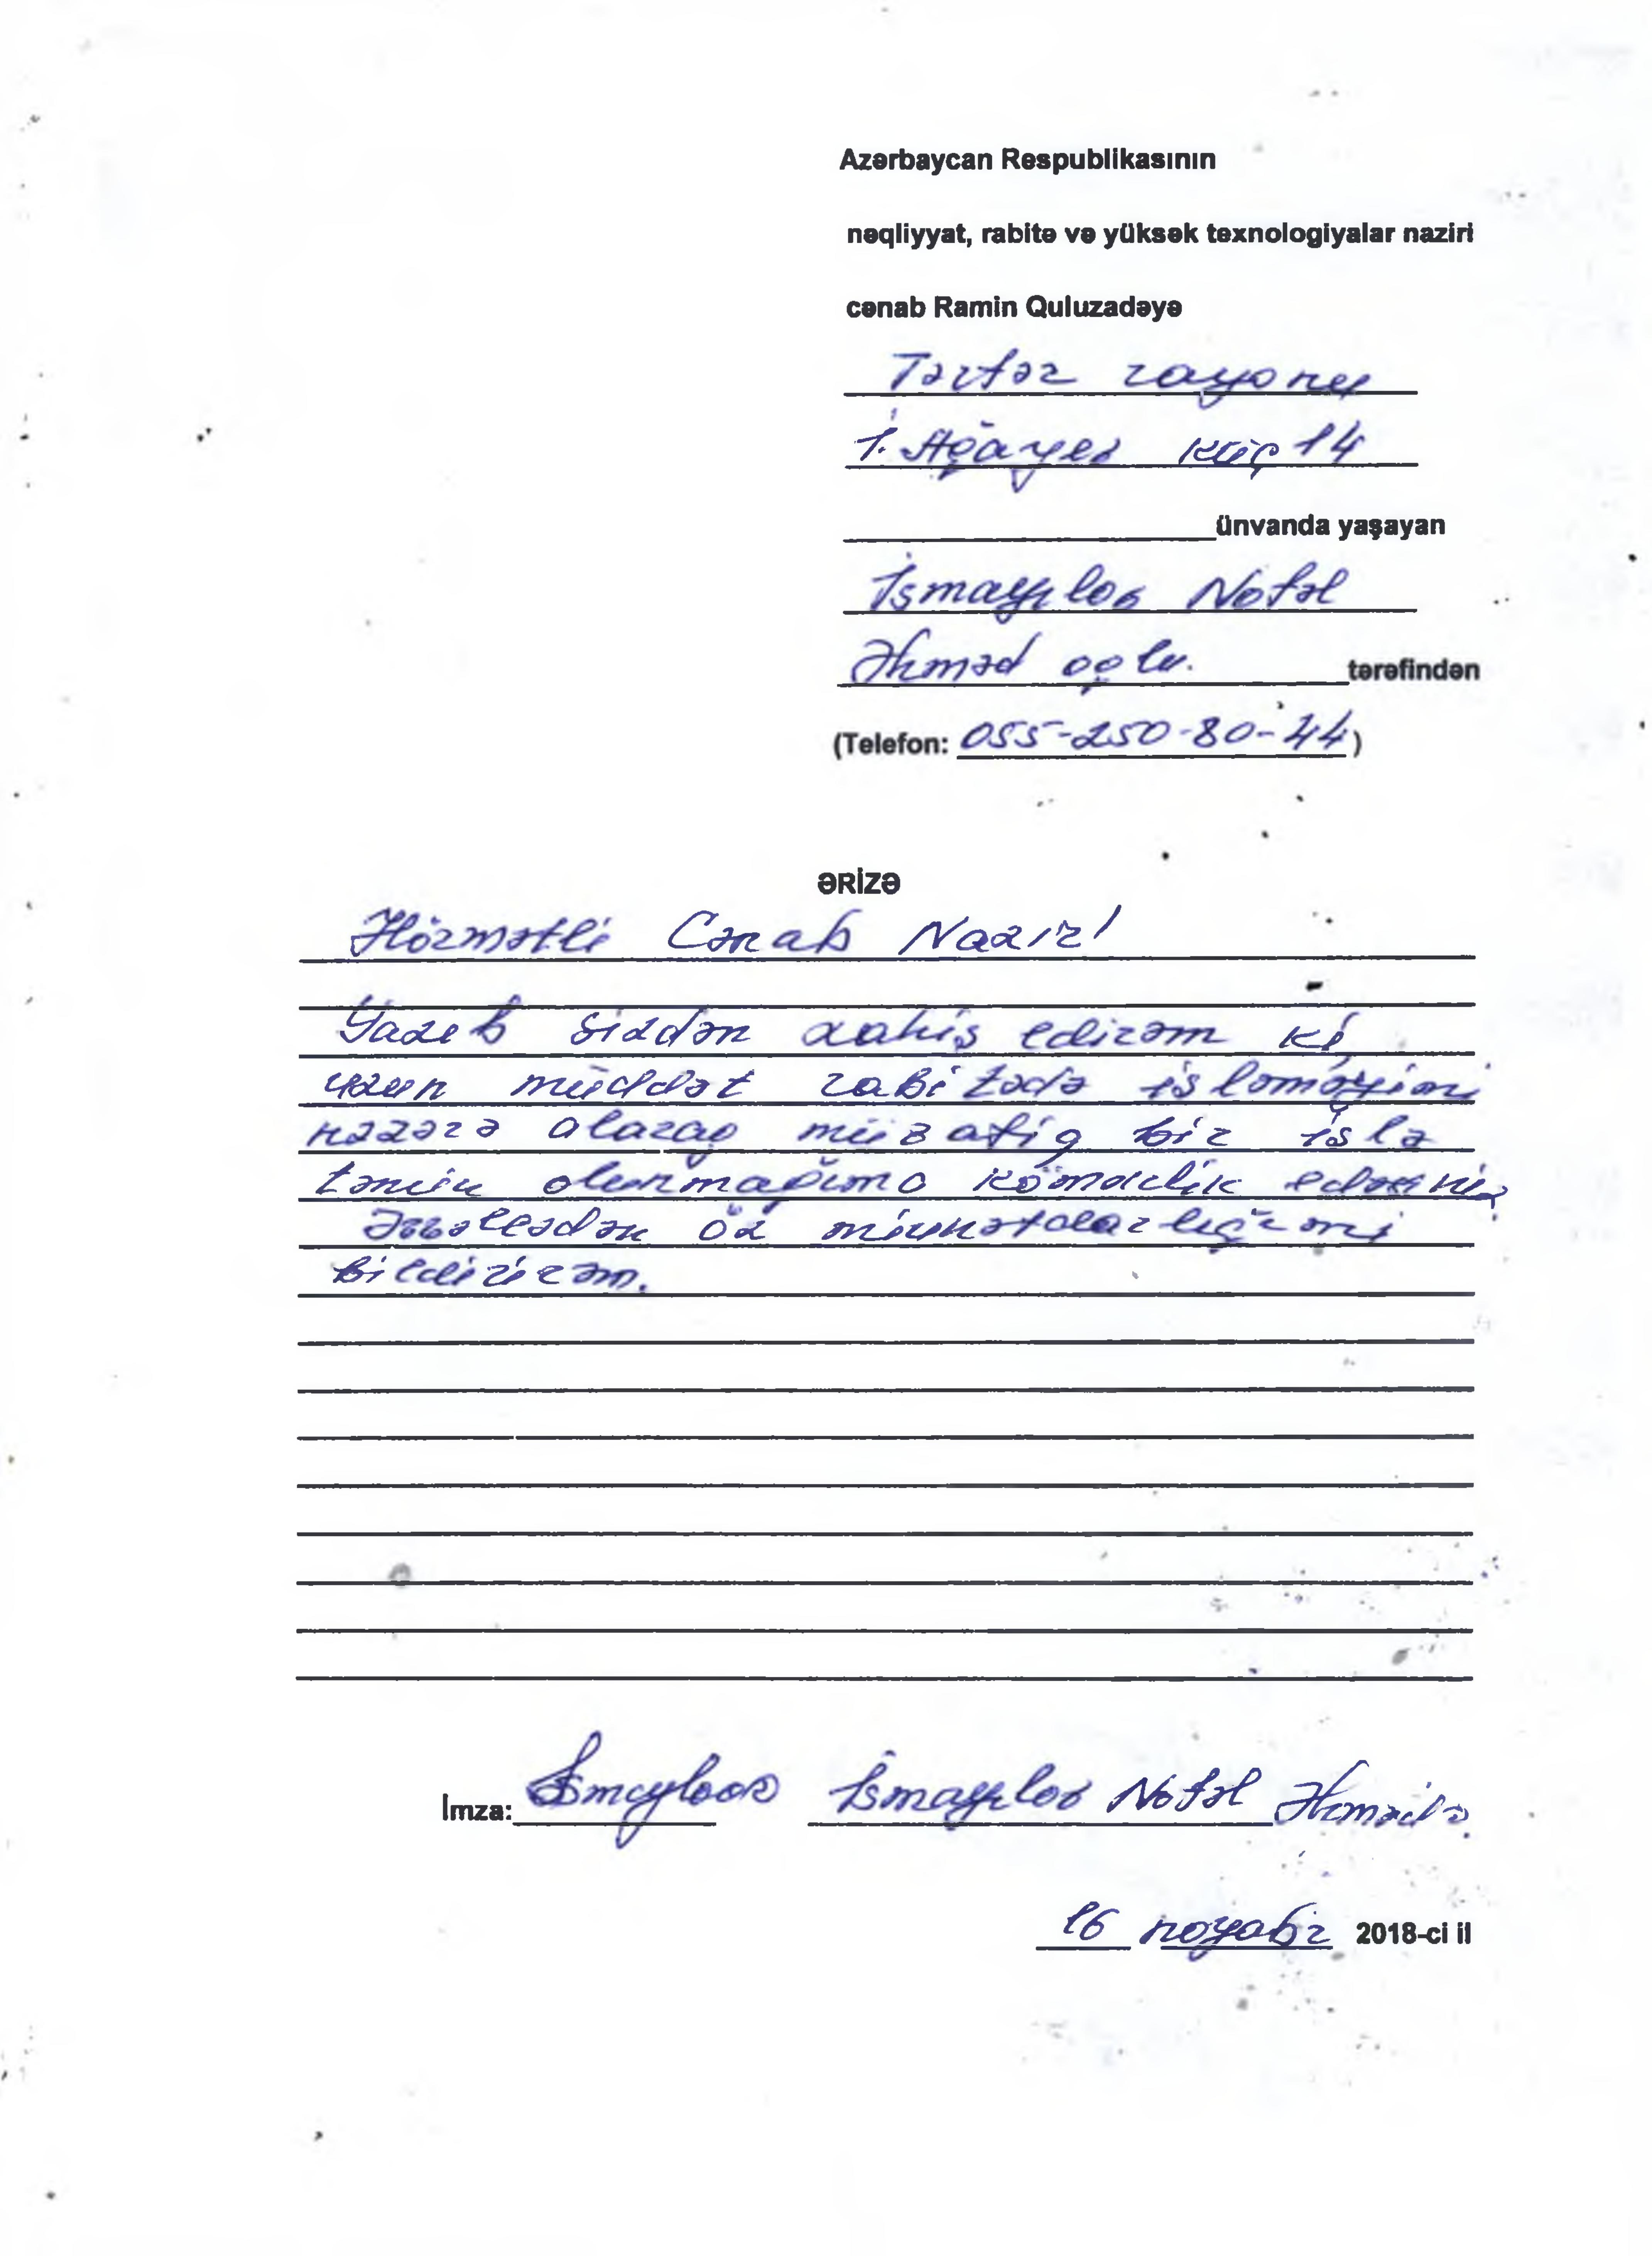 Azərbaycan Respublikasının
nəqliyyat, rabitə və yüksək texnologiyalar naziri
cənab Ramin Quluzadəyə
Tərtər rayonu
İ. Ağayev küç 14
ünvanda yaşayan
İsmayılov Nofəl
Əhməd oğlu. tərəfindən
(Telefon: 055-250-80-44)
ƏRİZƏ
Hörmətli Cənab Nazir!
Yazıb sizdən xahiş edirəm ki
uzun müddət rabitədə işləməyimi
nəzərə alaraq müvafiq bir işlə
təmin olunmağıma köməklik edəsiniz
Əvvəlcədən öz minnətdarlığımı
bildirirəm.
İmza: İsmayılov Nofəl Əhməd o.
16 noyabr 2018-ci il